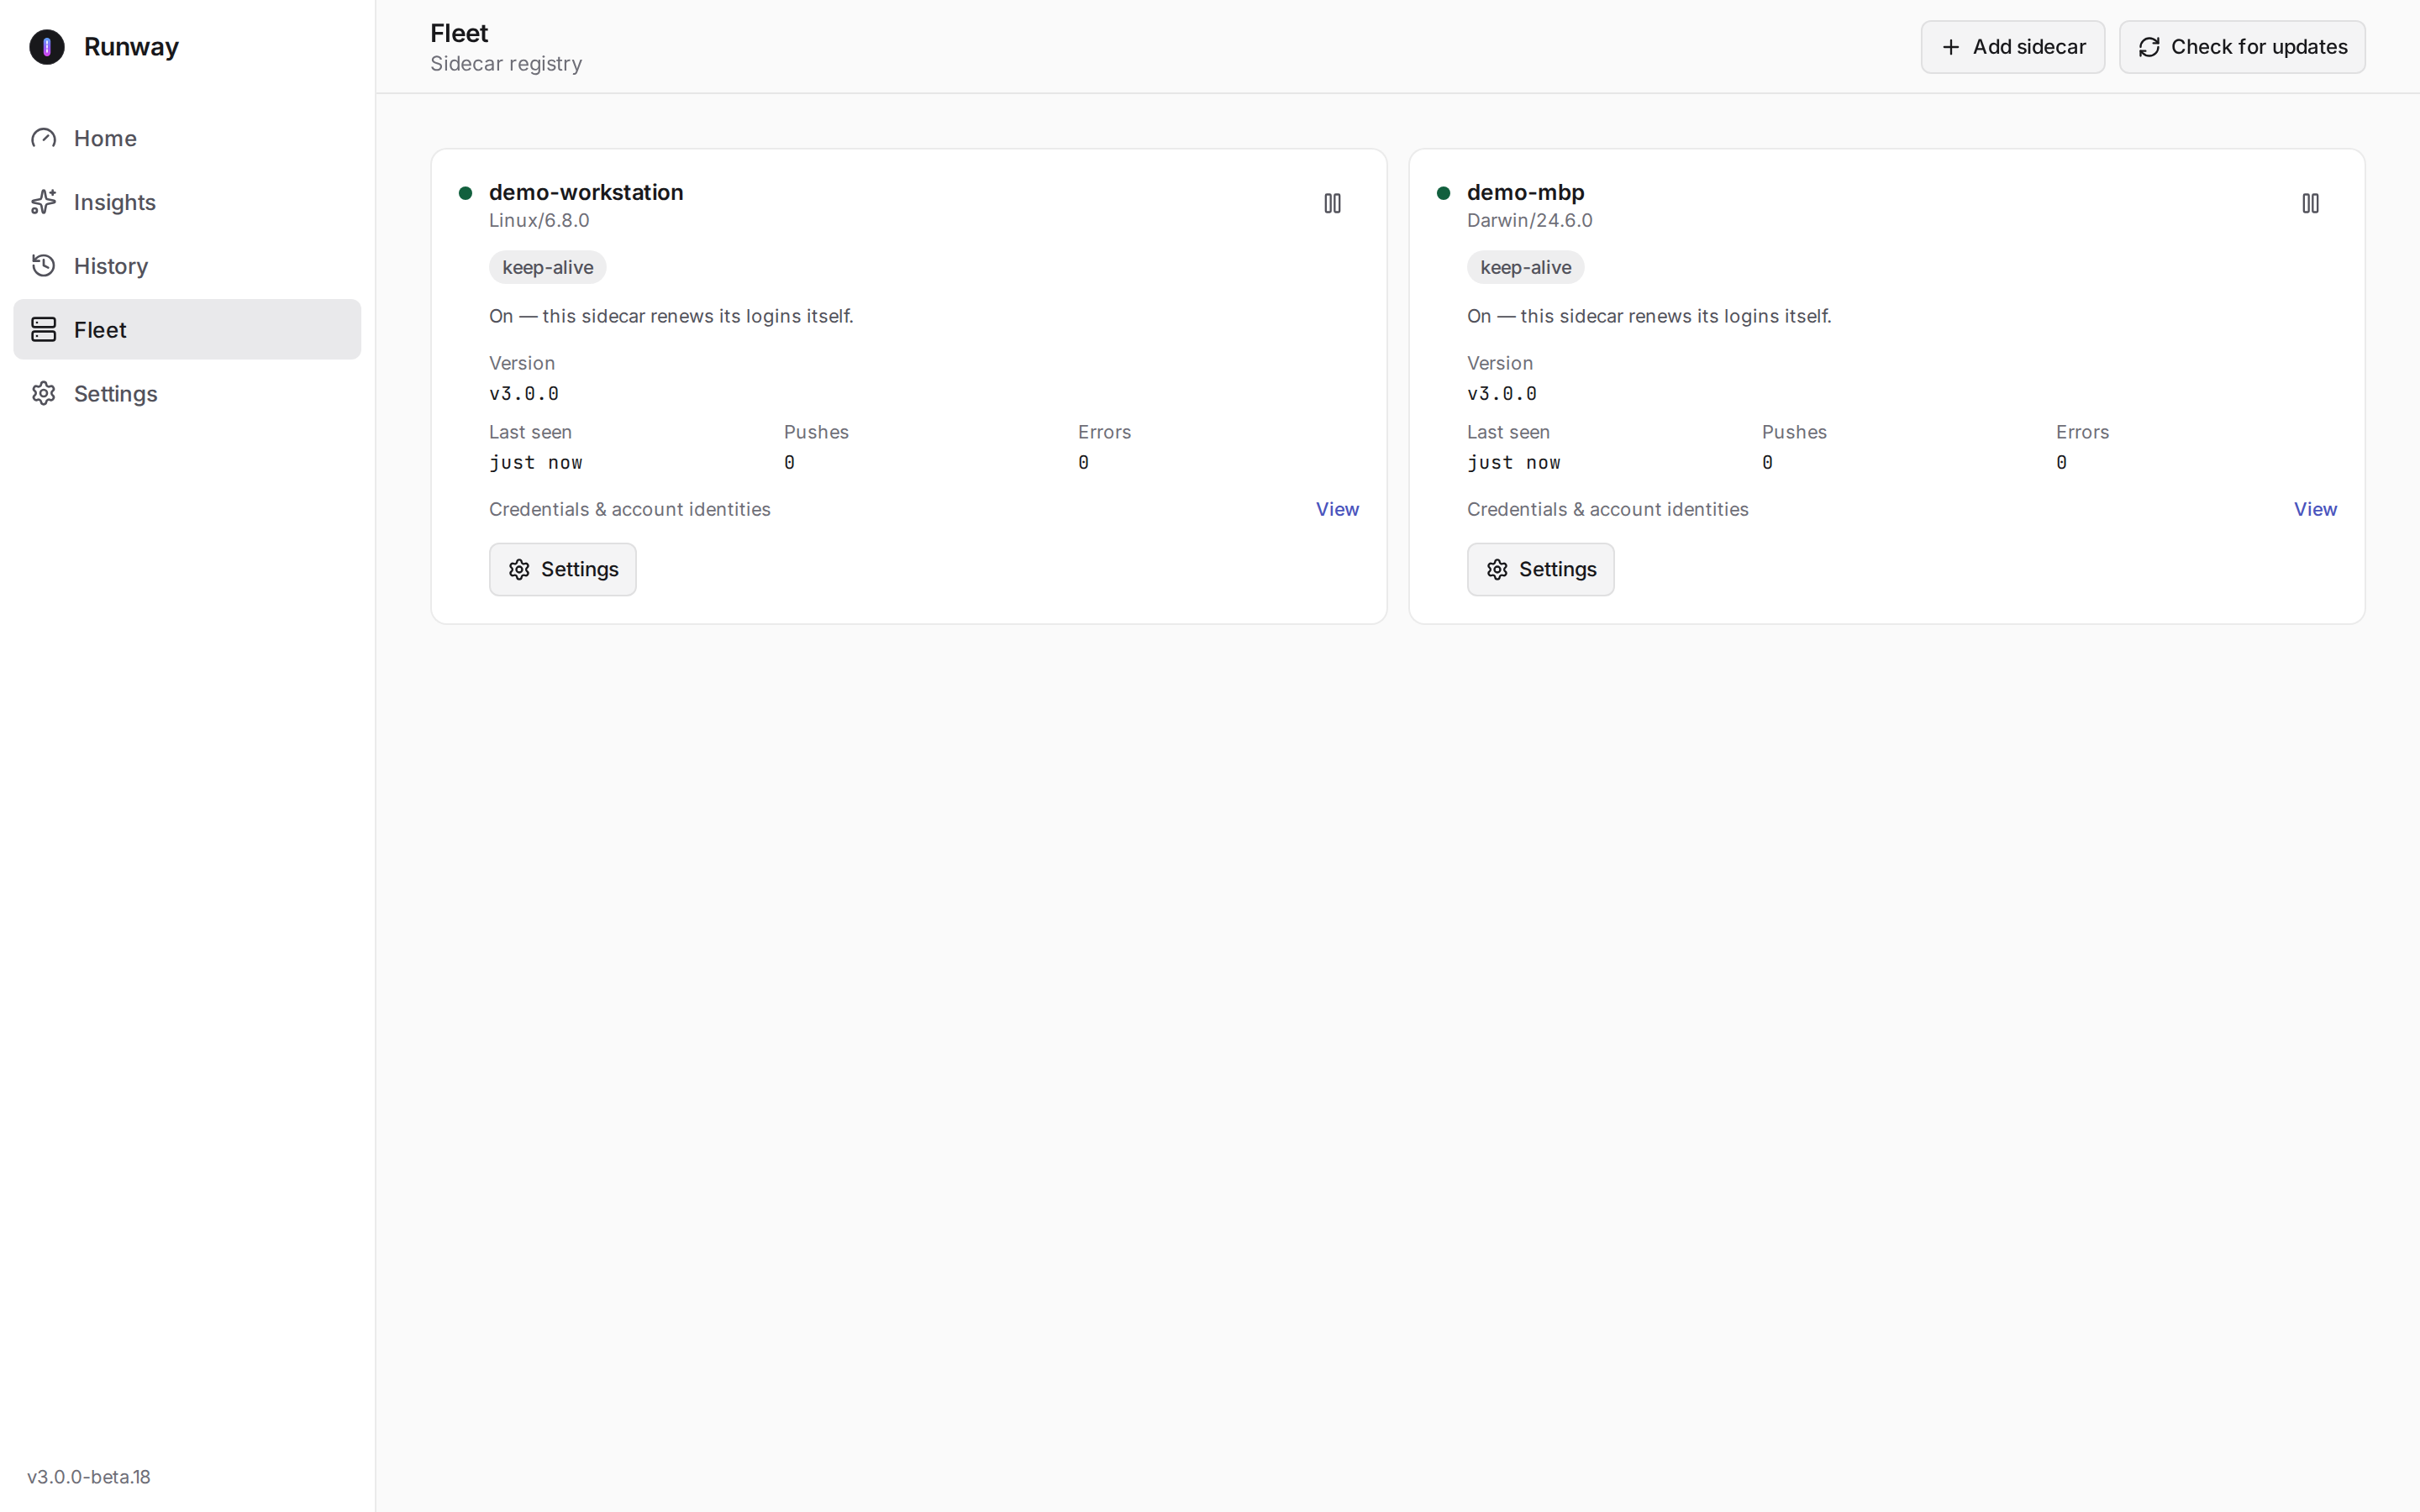 Runway
Home
Insights
History
Fleet
Settings
v3.0.0-beta.18
Fleet
Sidecar registry
Add sidecar
Check for updates
demo-workstation
Linux/6.8.0
keep-alive
On — this sidecar renews its logins itself.
Version
v3.0.0
Last seen Pushes Errors
just now 0 0
Credentials & account identities View
Settings
demo-mbp
Darwin/24.6.0
keep-alive
On — this sidecar renews its logins itself.
Version
v3.0.0
Last seen Pushes Errors
just now 0 0
Credentials & account identities View
Settings